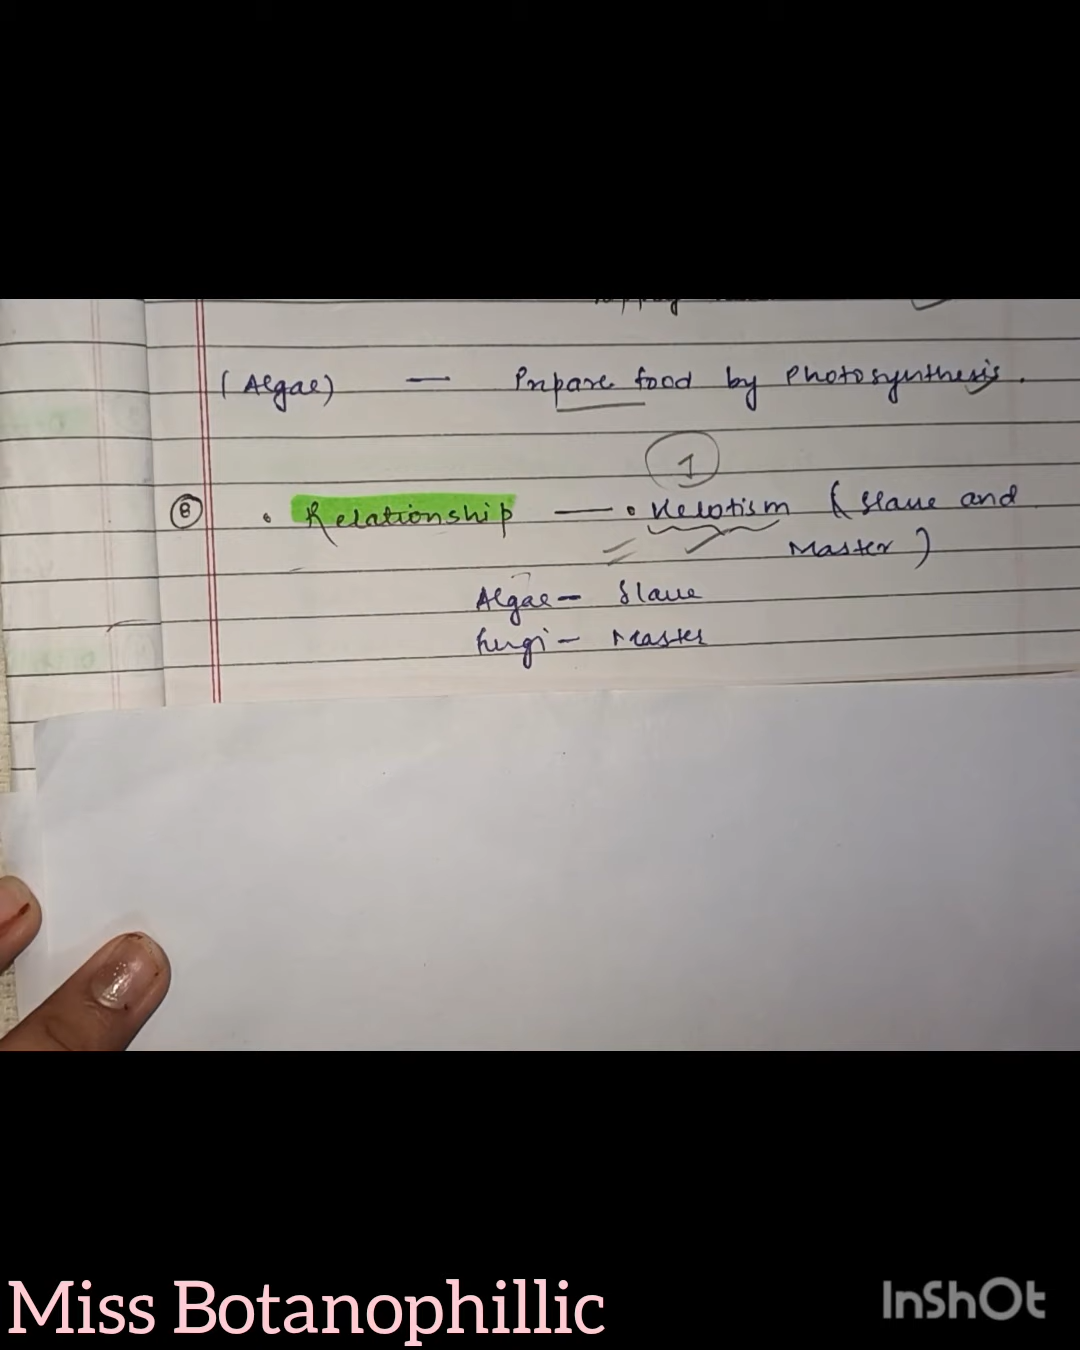 (Algae) — Prepare food by Photosynthesis.
1
8 • Relationship — • Helotism (Slave and
Master)
Algae – Slave
Fungi – Master
Miss Botanophillic
InShOt